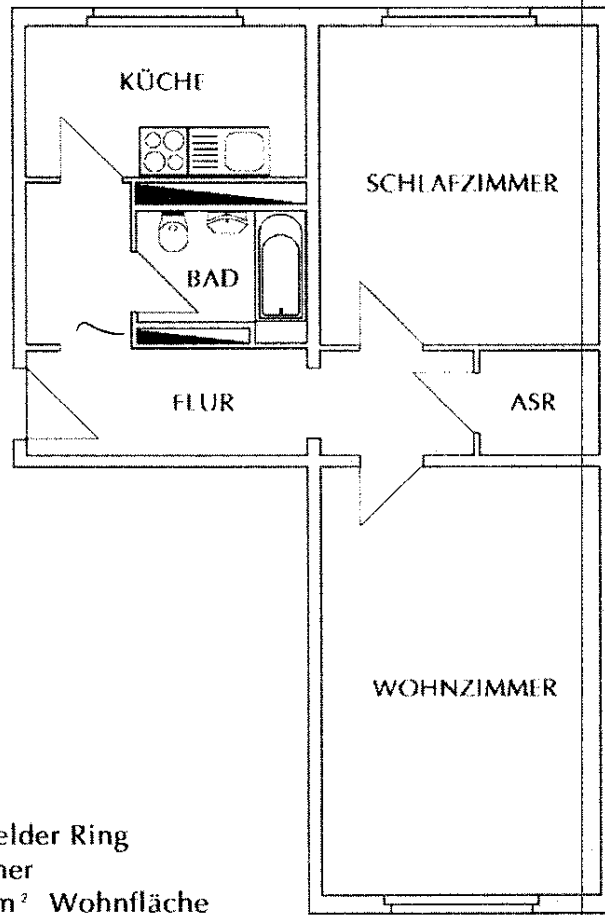 KÜCHE
SCHLAFZIMMER
BAD
FLUR
ASR
WOHNZIMMER
elder Ring
ner
m² Wohnfläche